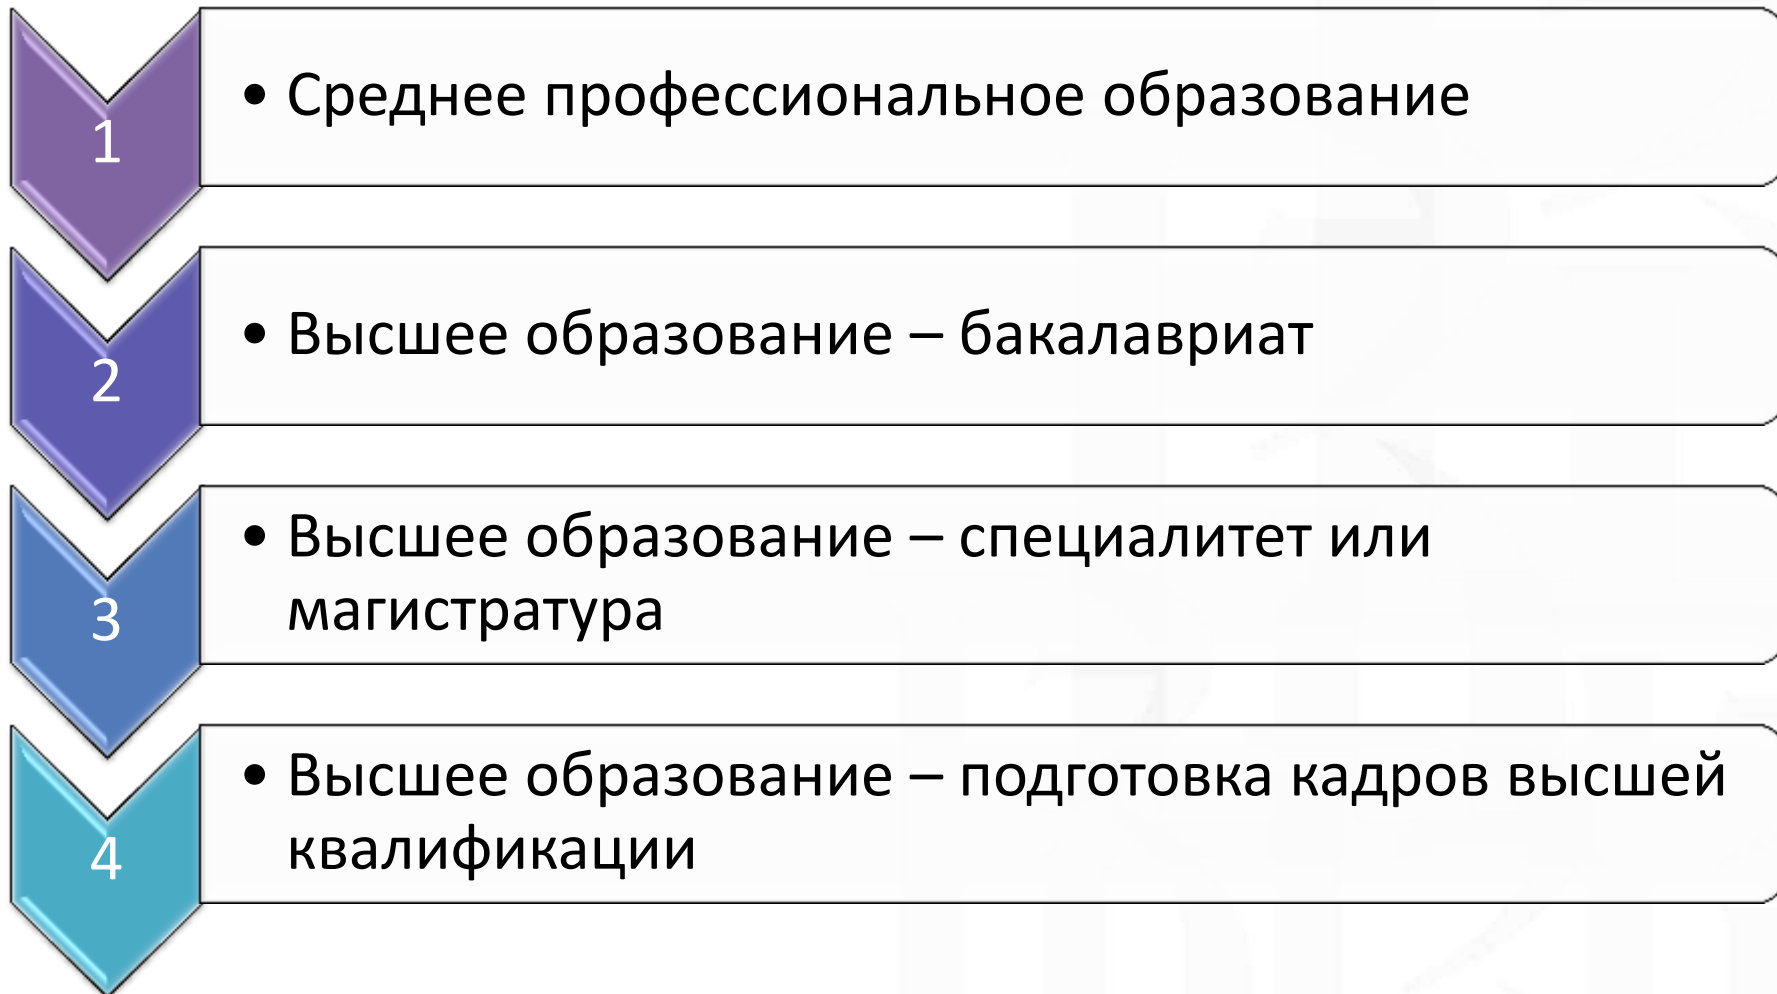 1
• Среднее профессиональное образование
2
• Высшее образование – бакалавриат
3
• Высшее образование – специалитет или
магистратура
4
• Высшее образование – подготовка кадров высшей
квалификации